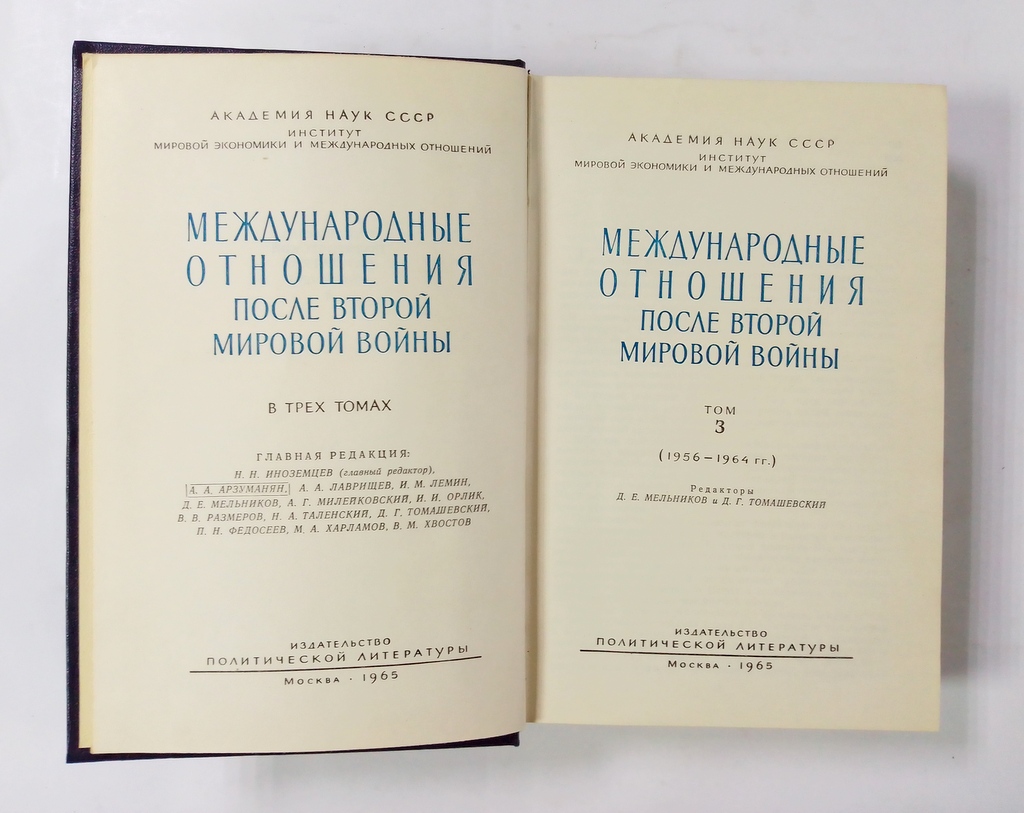 АКАДЕМИЯ НАУК СССР
ИНСТИТУТ
МИРОВОЙ ЭКОНОМИКИ И МЕЖДУНАРОДНЫХ ОТНОШЕНИЙ
МЕЖДУНАРОДНЫЕ
ОТНОШЕНИЯ
ПОСЛЕ ВТОРОЙ
МИРОВОЙ ВОЙНЫ
В ТРЕХ ТОМАХ
ГЛАВНАЯ РЕДАКЦИЯ:
Н. Н. ИНОЗЕМЦЕВ (главный редактор),
А. А. АРЗУМАНЯН, А. А. ЛАВРИЩЕВ, И. М. ЛЕМИН,
Д. Е. МЕЛЬНИКОВ, А. Г. МИЛЕЙКОВСКИЙ, И. И. ОРЛИК,
В. В. РАЗМЕРОВ, Н. А. ТАЛЕНСКИЙ, Д. Г. ТОМАШЕВСКИЙ,
П. Н. ФЕДОСЕЕВ, М. А. ХАРЛАМОВ, В. М. ХВОСТОВ
ИЗДАТЕЛЬСТВО
ПОЛИТИЧЕСКОЙ ЛИТЕРАТУРЫ
МОСКВА · 1965
АКАДЕМИЯ НАУК СССР
ИНСТИТУТ
МИРОВОЙ ЭКОНОМИКИ И МЕЖДУНАРОДНЫХ ОТНОШЕНИЙ
МЕЖДУНАРОДНЫЕ
ОТНОШЕНИЯ
ПОСЛЕ ВТОРОЙ
МИРОВОЙ ВОЙНЫ
ТОМ
3
(1956—1964 гг.)
Редакторы
Д. Е. МЕЛЬНИКОВ и Д. Г. ТОМАШЕВСКИЙ
ИЗДАТЕЛЬСТВО
ПОЛИТИЧЕСКОЙ ЛИТЕРАТУРЫ
МОСКВА · 1965